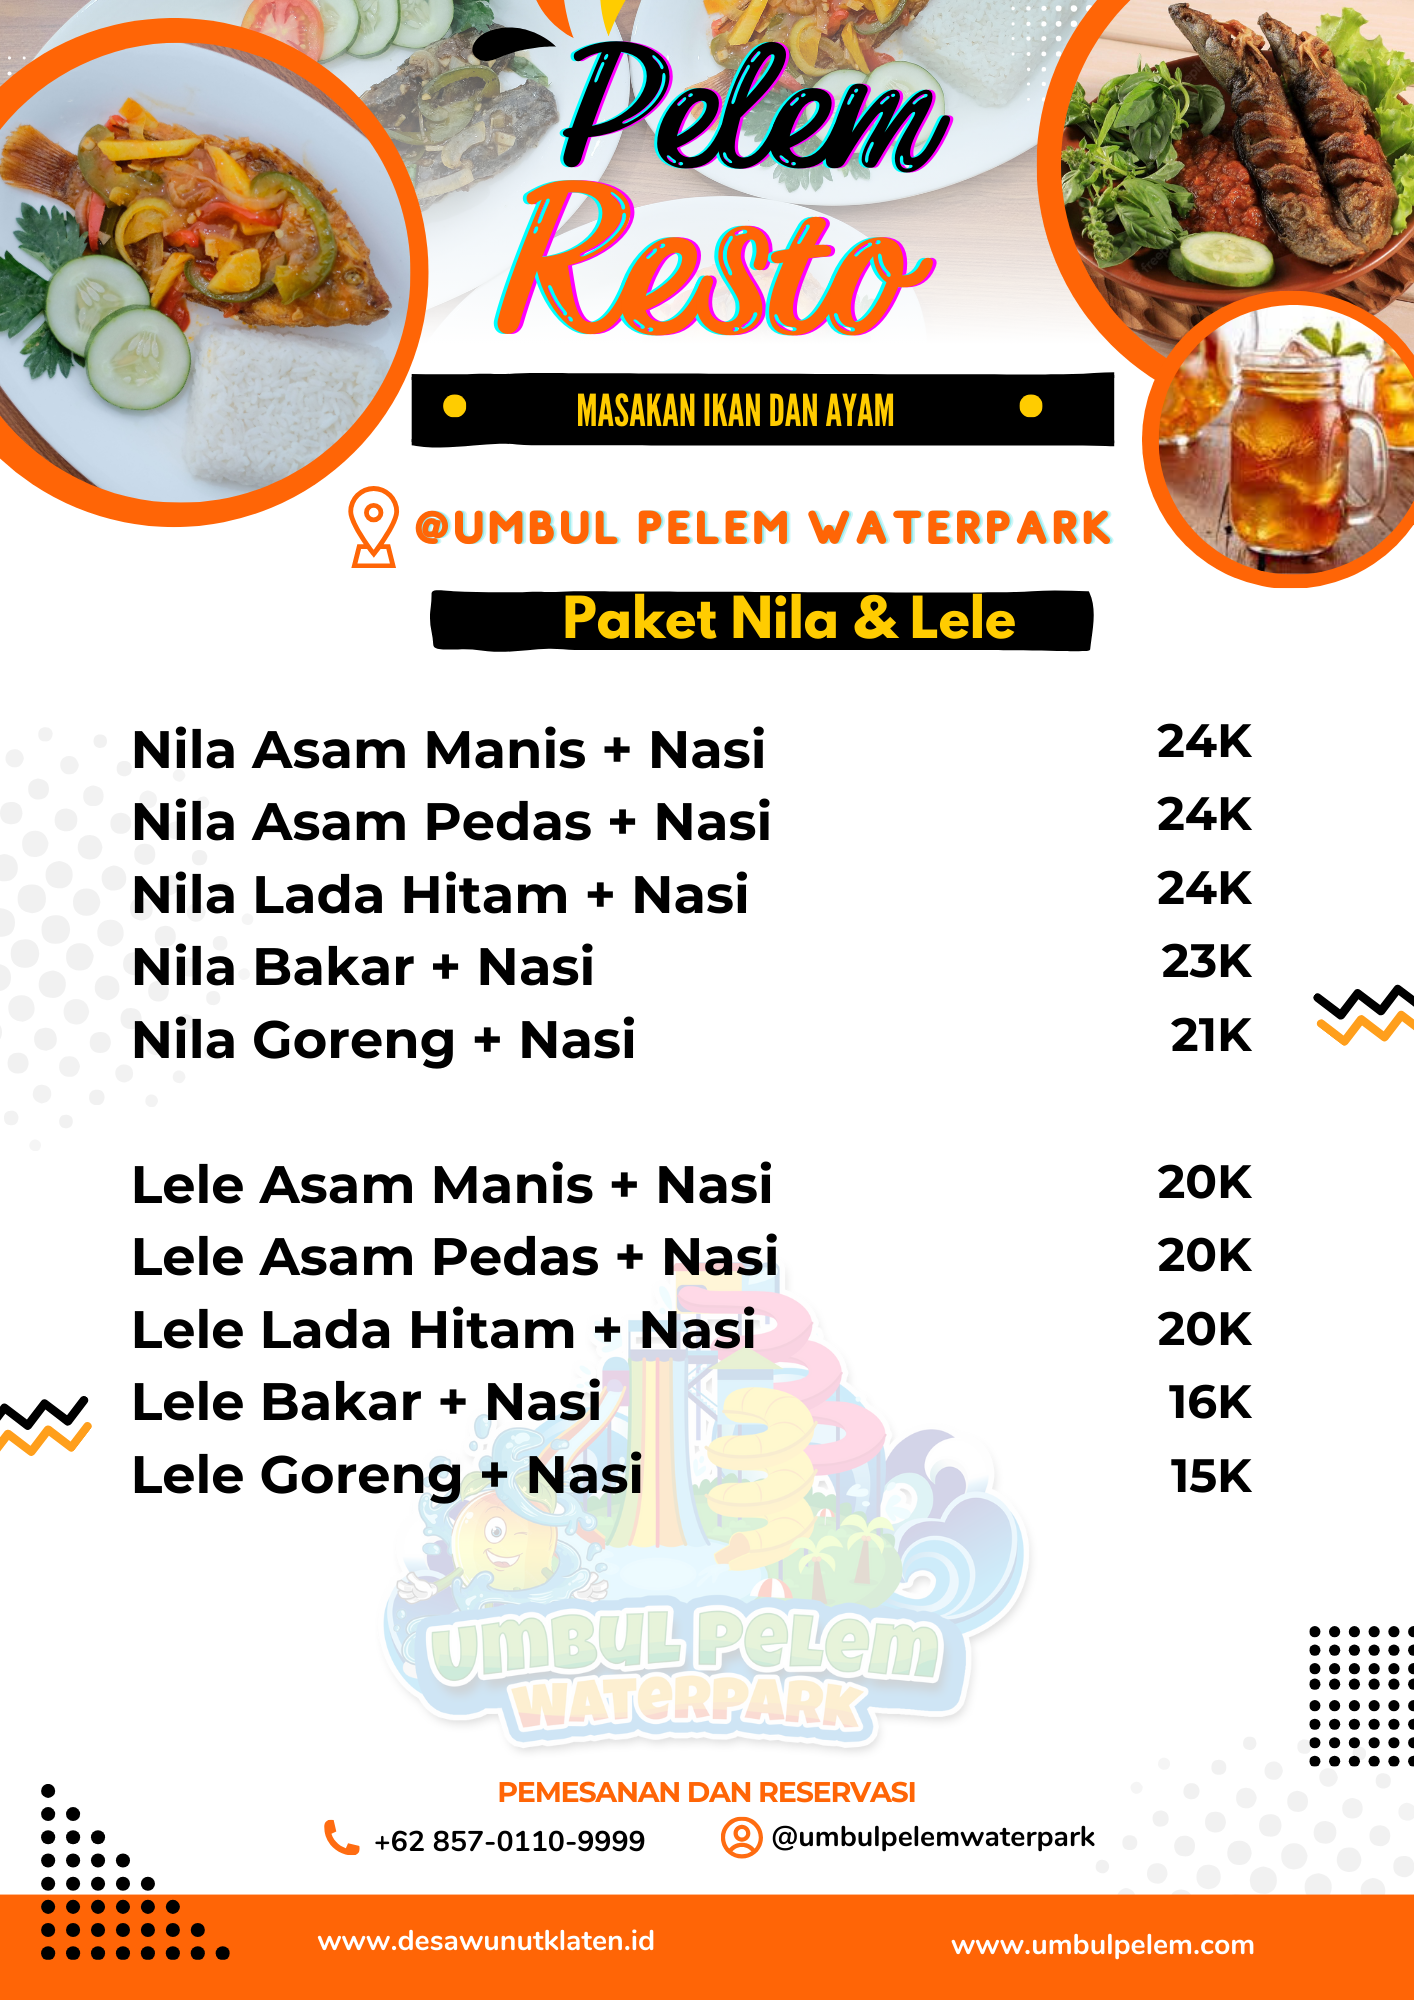 Pelem
Resto
MASAKAN IKAN DAN AYAM
@UMBUL PELEM WATERPARK
Paket Nila & Lele
Nila Asam Manis + Nasi 24K
Nila Asam Pedas + Nasi 24K
Nila Lada Hitam + Nasi 24K
Nila Bakar + Nasi 23K
Nila Goreng + Nasi 21K
Lele Asam Manis + Nasi 20K
Lele Asam Pedas + Nasi 20K
Lele Lada Hitam + Nasi 20K
Lele Bakar + Nasi 16K
Lele Goreng + Nasi 15K
UMBUL PELEM
WATERPARK
PEMESANAN DAN RESERVASI
+62 857-0110-9999 @umbulpelemwaterpark
www.desawunutklaten.id www.umbulpelem.com